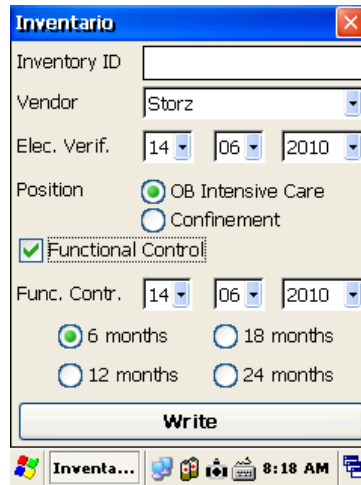 Inventario
Inventory ID
Vendor Storz
Elec. Verif. 14 06 2010
Position OB Intensive Care
Confinement
Functional Control
Func. Contr. 14 06 2010
6 months 18 months
12 months 24 months
Write
Inventa... 8:18 AM